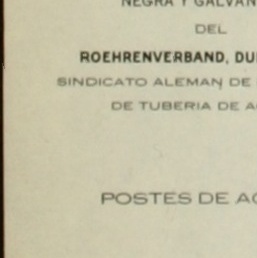 NEGRA Y
DEL
ROEHRENVERBAND,
SINDICATO ALEMAN DE
DE TUBERIA DE
POSTES DE